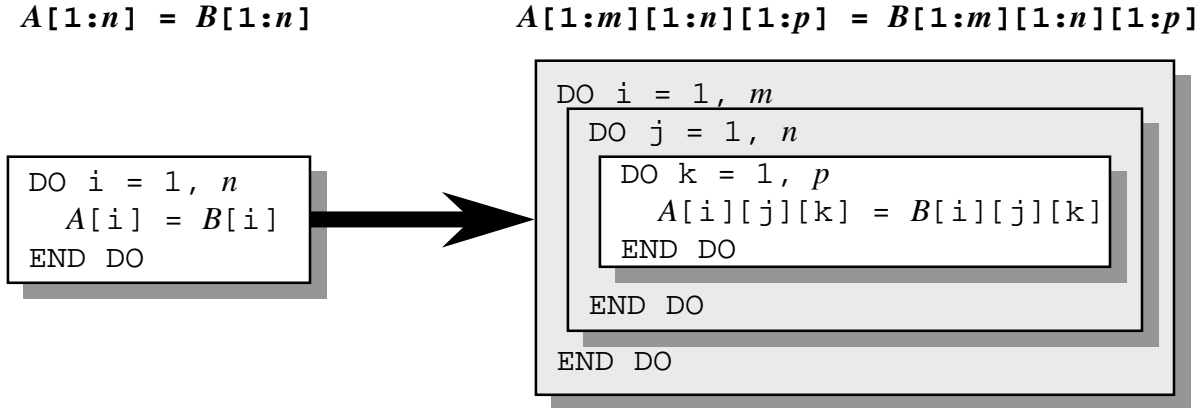 A[1:n] = B[1:n]
A[1:m][1:n][1:p] = B[1:m][1:n][1:p]
DO i = 1, n
A[i] = B[i]
END DO
DO i = 1, m
DO j = 1, n
DO k = 1, p
A[i][j][k] = B[i][j][k]
END DO
END DO
END DO